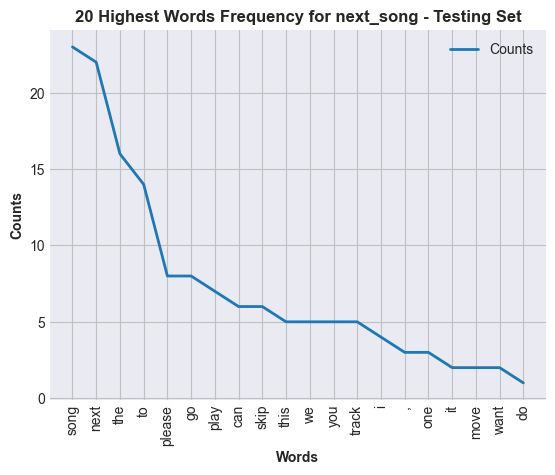 20 Highest Words Frequency for next_song - Testing Set
Counts
Counts
20
15
10
5
0
song next the to please go play can skip this we you track i , one it move want do
Words